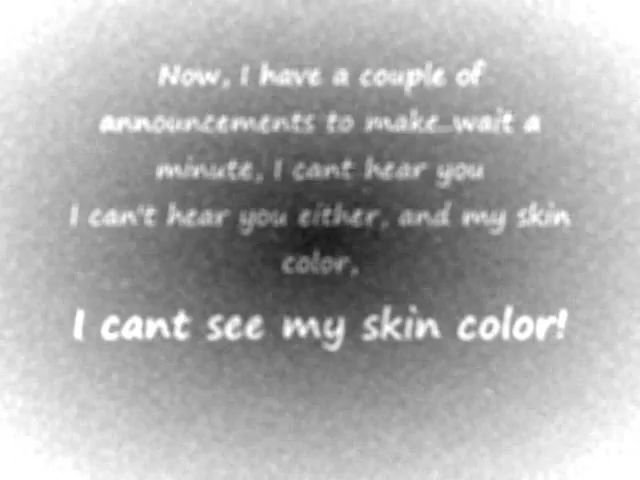 Now, I have a couple of
announcements to make...wait a
minute, I cant hear you
I can't hear you either, and my skin
color,
I cant see my skin color!